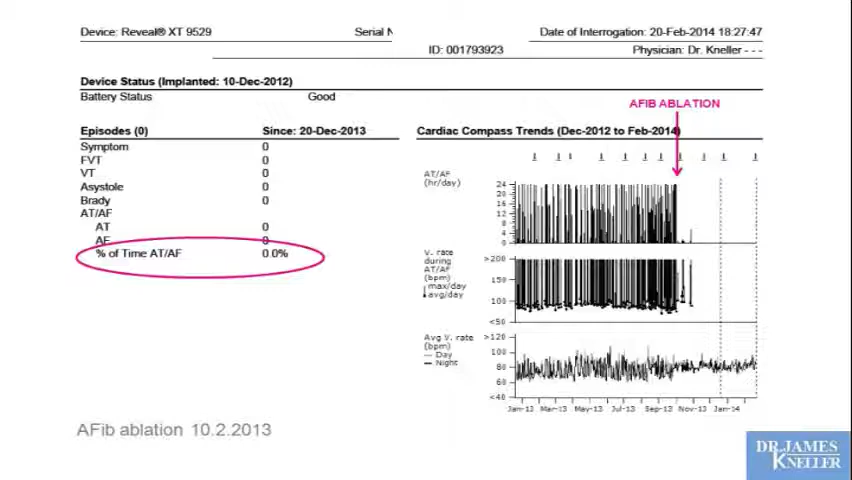 Device: Reveal® XT 9529 Serial N Date of Interrogation: 20-Feb-2014 18:27:47
ID: 001793923 Physician: Dr. Kneller - - -
Device Status (Implanted: 10-Dec-2012)
Battery Status Good
AFIB ABLATION
Episodes (0) Since: 20-Dec-2013
Symptom 0
FVT 0
VT 0
Asystole 0
Brady 0
AT/AF
AT 0
AF 0
% of Time AT/AF 0.0%
Cardiac Compass Trends (Dec-2012 to Feb-2014)
AT/AF
(hr/day)
24
20
16
12
8
4
0
V. rate
during
AT/AF
(bpm)
max/day
avg/day
>200
150
100
<50
Avg V. rate
(bpm)
Day
Night
>120
100
80
60
<40
Jan-13 Mar-13 May-13 Jul-13 Sep-13 Nov-13 Jan-14
AFib ablation 10.2.2013
DR.JAMES
KNELLER